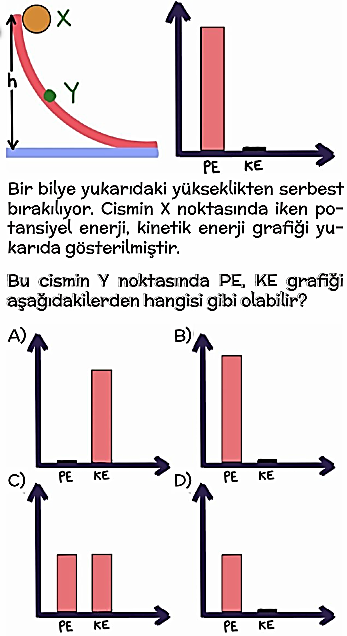 X
h
Y
PE KE
Bir bilye yukarıdaki yükseklikten serbest
bırakılıyor. Cismin X noktasında iken po-
tansiyel enerji, kinetik enerji grafiği yu-
karıda gösterilmiştir.
Bu cismin Y noktasında PE, KE grafiği
aşağıdakilerden hangisi gibi olabilir?
A) B)
PE KE PE KE
C) D)
PE KE PE KE